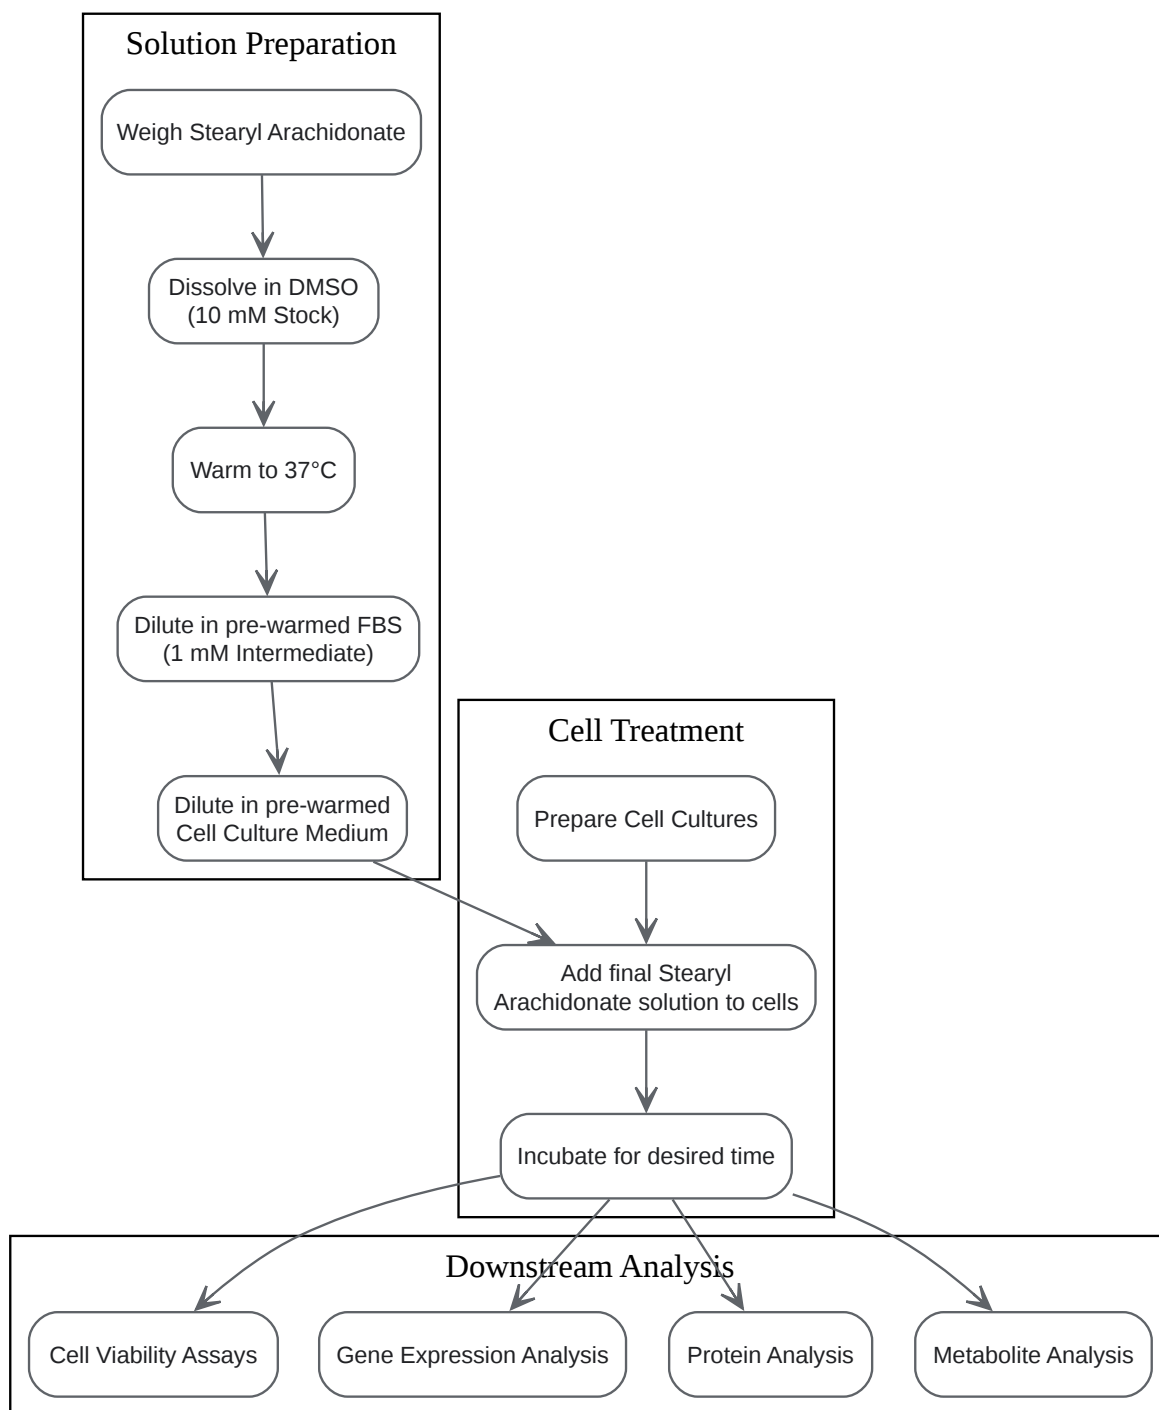 Solution Preparation
Weigh Stearyl Arachidonate
Dissolve in DMSO
(10 mM Stock)
Warm to 37°C
Dilute in pre-warmed FBS
(1 mM Intermediate)
Dilute in pre-warmed
Cell Culture Medium
Cell Treatment
Prepare Cell Cultures
Add final Stearyl
Arachidonate solution to cells
Incubate for desired time
Downstream Analysis
Cell Viability Assays
Gene Expression Analysis
Protein Analysis
Metabolite Analysis